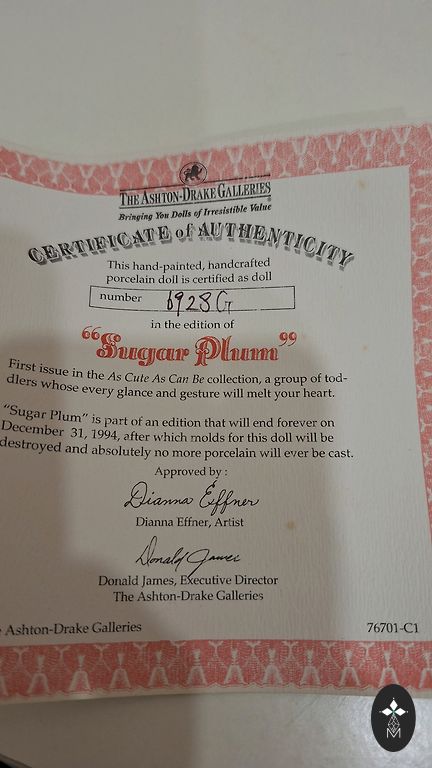 THE ASHTON-DRAKE GALLERIES
Bringing You Dolls of Irresistible Value
CERTIFICATE of AUTHENTICITY
This hand-painted, handcrafted
porcelain doll is certified as doll
number 6928G
in the edition of
"Sugar Plum"
First issue in the As Cute As Can Be collection, a group of tod-
dlers whose every glance and gesture will melt your heart.
"Sugar Plum" is part of an edition that will end forever on
December 31, 1994, after which molds for this doll will be
destroyed and absolutely no more porcelain will ever be cast.
Approved by :
Dianna Effner
Dianna Effner, Artist
Donald James
Donald James, Executive Director
The Ashton-Drake Galleries
Ashton-Drake Galleries 76701-C1
M